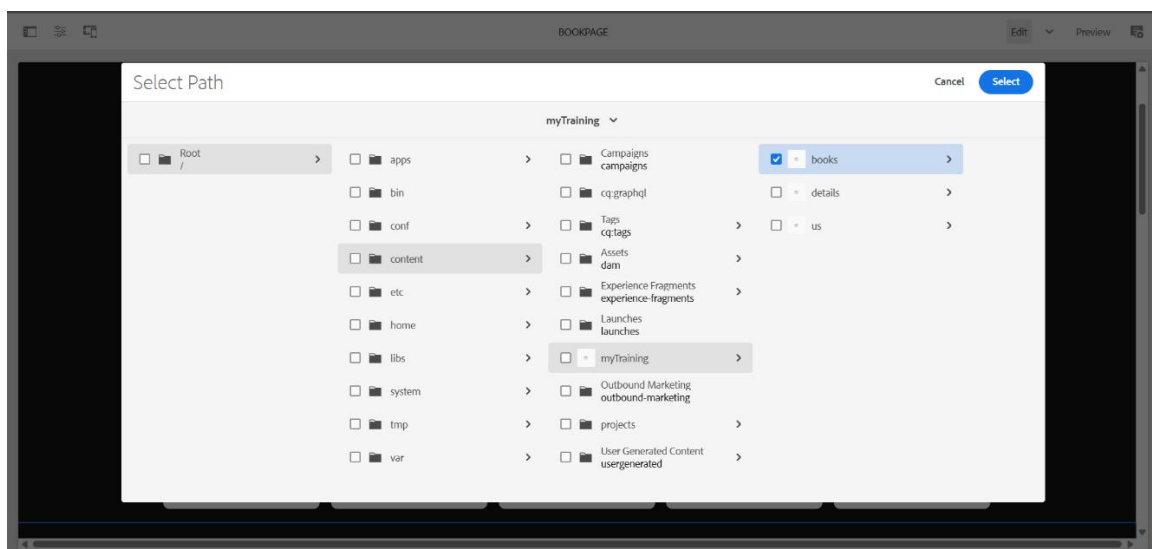 BOOKPAGE
Edit
Preview
Select Path
Cancel
Select
myTraining
Root
/
apps
bin
conf
content
etc
home
libs
system
tmp
var
Campaigns
campaigns
cq:graphql
Tags
cq:tags
Assets
dam
Experience Fragments
experience-fragments
Launches
launches
myTraining
Outbound Marketing
outbound-marketing
projects
User Generated Content
usergenerated
books
details
us